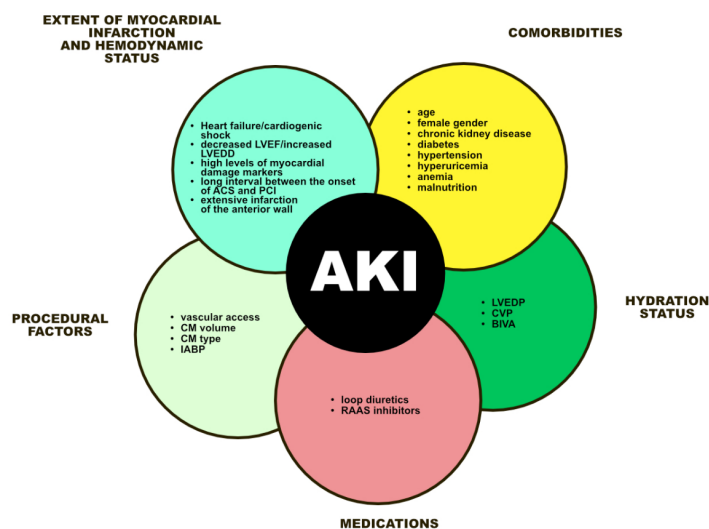 EXTENT OF MYOCARDIAL
INFARCTION
AND HEMODYNAMIC
STATUS
COMORBIDITIES
• Heart failure/cardiogenic
shock
• decreased LVEF/increased
LVEDD
• high levels of myocardial
damage markers
• long interval between the onset
of ACS and PCI
• extensive infarction
of the anterior wall
• age
• female gender
• chronic kidney disease
• diabetes
• hypertension
• hyperuricemia
• anemia
• malnutrition
AKI
PROCEDURAL
FACTORS
• vascular access
• CM volume
• CM type
• IABP
• LVEDP
• CVP
• BIVA
HYDRATION
STATUS
• loop diuretics
• RAAS inhibitors
MEDICATIONS